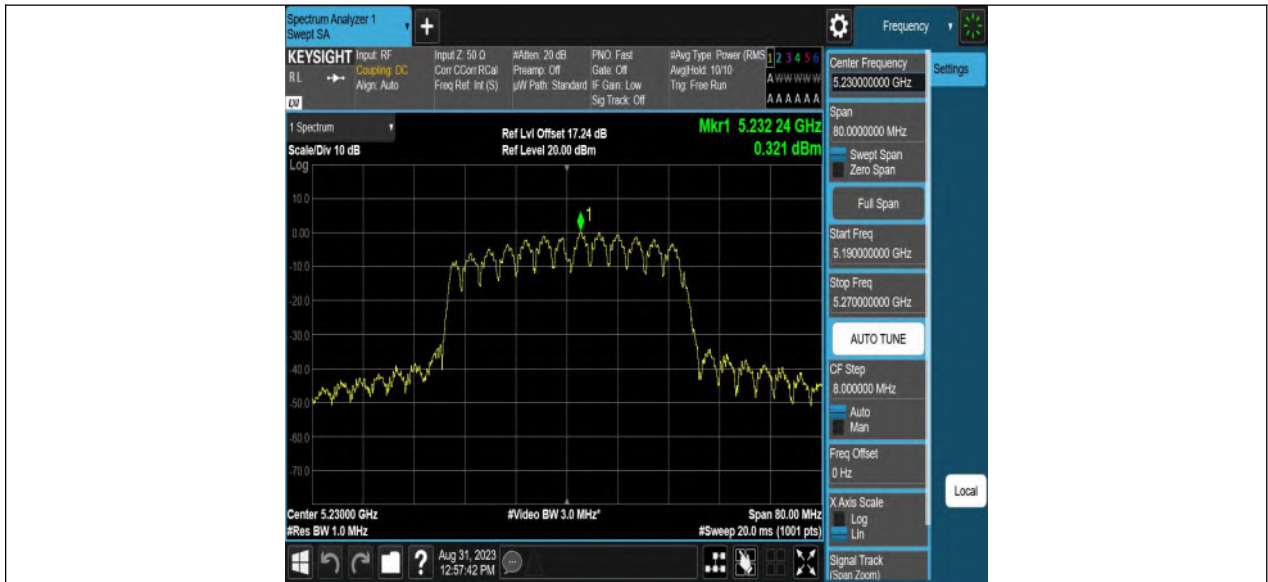 Spectrum Analyzer 1
Swept SA
+
Frequency
KEYSIGHT
RL
LXI
Input: RF
Coupling: DC
Align: Auto
Input Z: 50 Ω
Corr CCorr RCal
Freq Ref: Int (S)
#Atten: 20 dB
Preamp: Off
µW Path: Standard
PNO: Fast
Gate: Off
IF Gain: Low
Sig Track: Off
#Avg Type: Power (RMS
Avg|Hold: 10/10
Trig: Free Run
1 2 3 4 5 6
A W W W W W
A A A A A A
Center Frequency
5.230000000 GHz
Settings
1 Spectrum
Scale/Div 10 dB
Ref Lvl Offset 17.24 dB
Ref Level 20.00 dBm
Mkr1 5.232 24 GHz
0.321 dBm
Span
80.0000000 MHz
Swept Span
Zero Span
Full Span
Start Freq
5.190000000 GHz
Stop Freq
5.270000000 GHz
AUTO TUNE
CF Step
8.000000 MHz
Auto
Man
Freq Offset
0 Hz
X Axis Scale
Log
Lin
Signal Track
(Span Zoom)
Local
Log
10.0
0.00
-10.0
-20.0
-30.0
-40.0
-50.0
-60.0
-70.0
1
Center 5.23000 GHz
#Res BW 1.0 MHz
#Video BW 3.0 MHz*
Span 80.00 MHz
#Sweep 20.0 ms (1001 pts)
?
Aug 31, 2023
12:57:42 PM